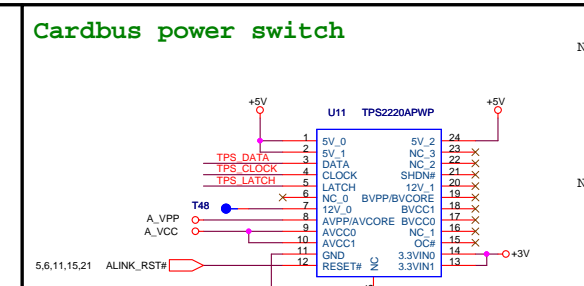 Cardbus power switch
N
+5V
+5V
U11 TPS2220APWP
1 5V_0 5V_2 24
2 5V_1 NC_3 23
TPS_DATA 3 DATA NC_2 22
TPS_CLOCK 4 CLOCK SHDN# 21
TPS_LATCH 5 LATCH 12V_1 20
6 NC_0 BVPP/BVCORE 19
N
T48 7 12V_0 BVCC1 18
A_VPP 8 AVPP/AVCORE BVCC0 17
A_VCC 9 AVCC0 NC_1 16
10 AVCC1 OC# 15
11 GND 3.3VIN0 14 +3V
5,6,11,15,21 ALINK_RST# 12 RESET# NC 3.3VIN1 13